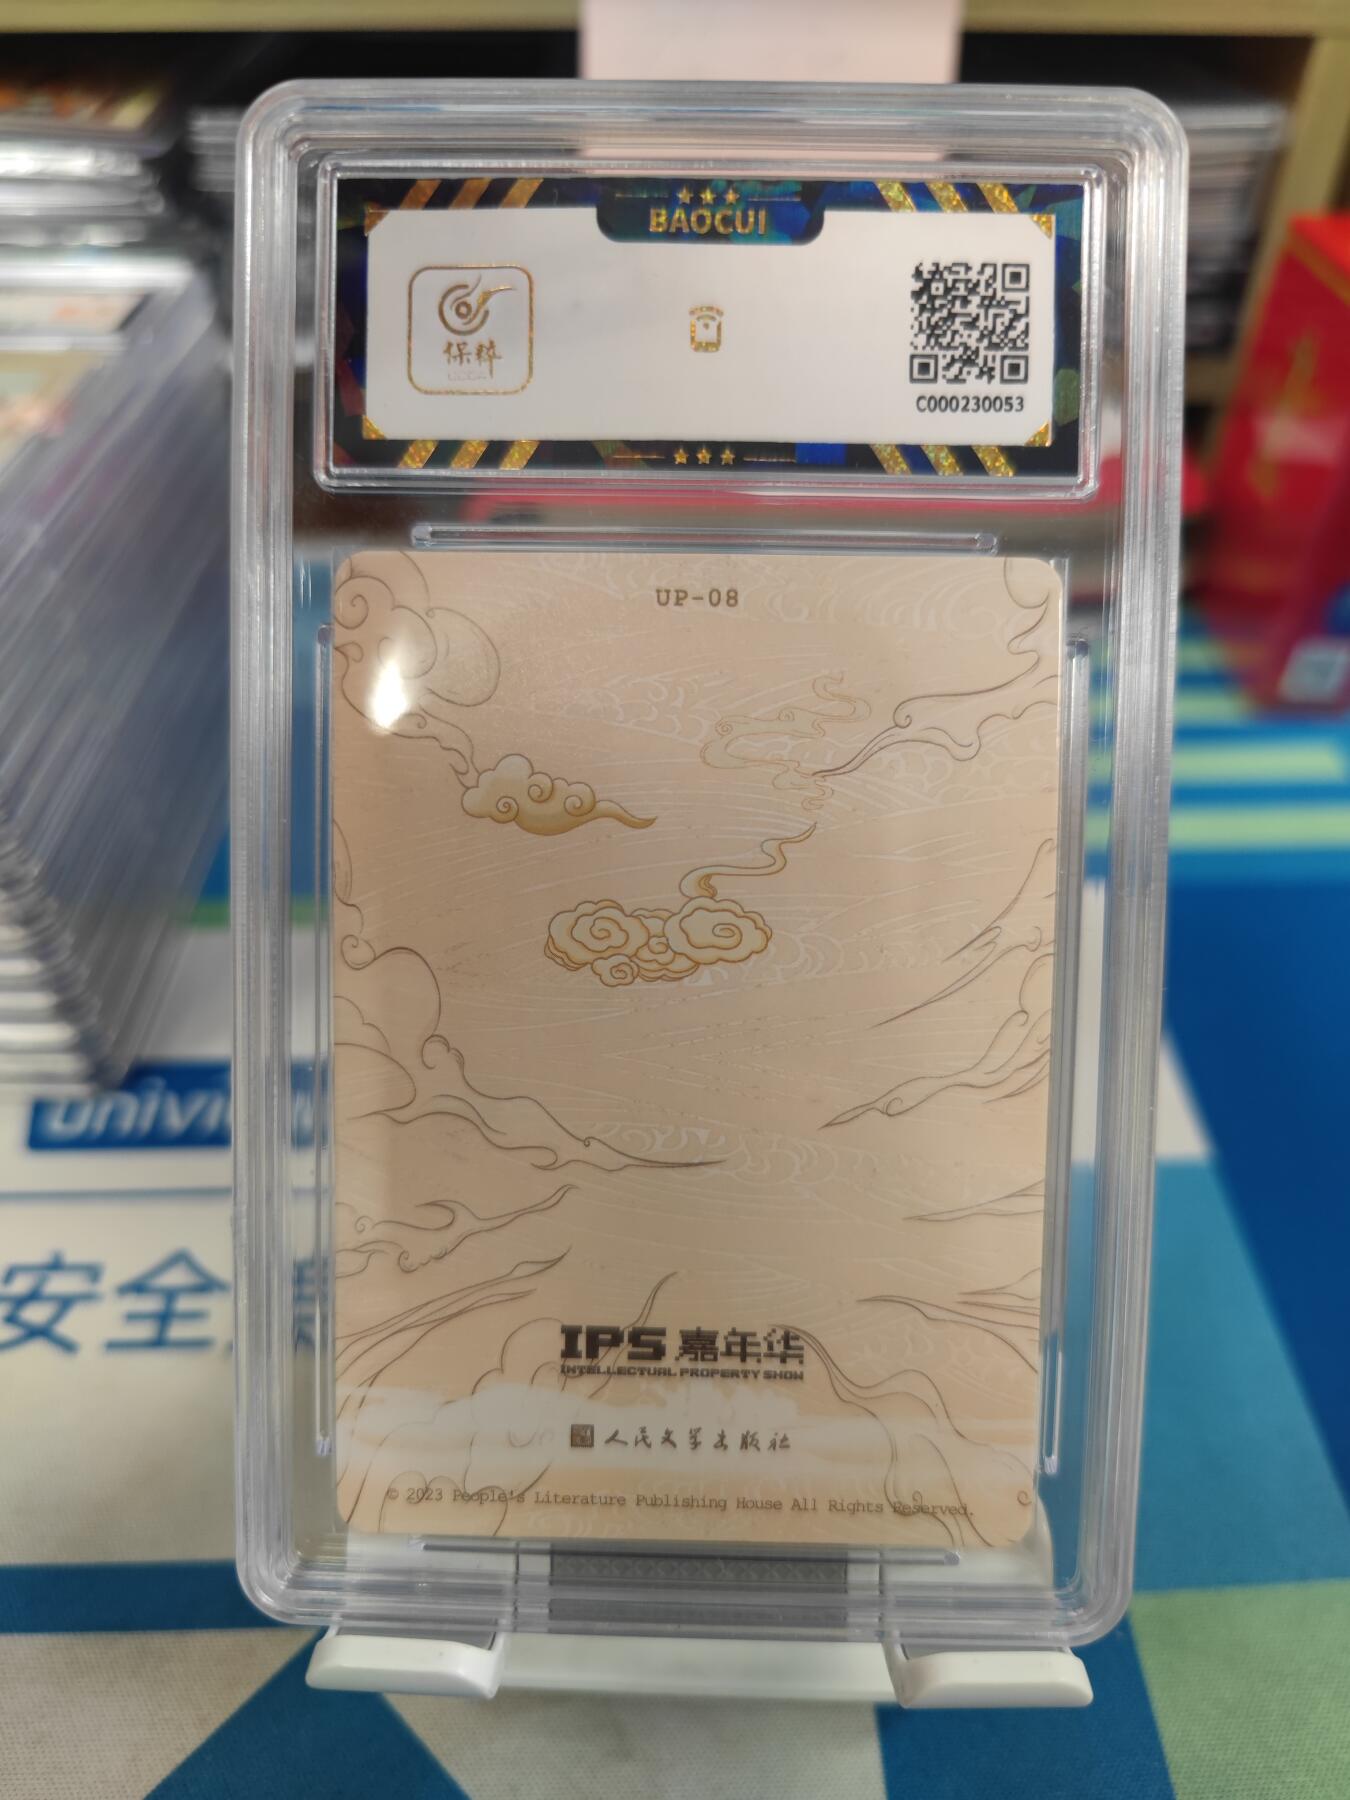 BAOCUI
保粹
C000230053
UP-08
IPS 嘉年华
INTELLECTUAL PROPERTY SHOW
人民文学出版社
© 2023 People's Literature Publishing House All Rights Reserved.
安全